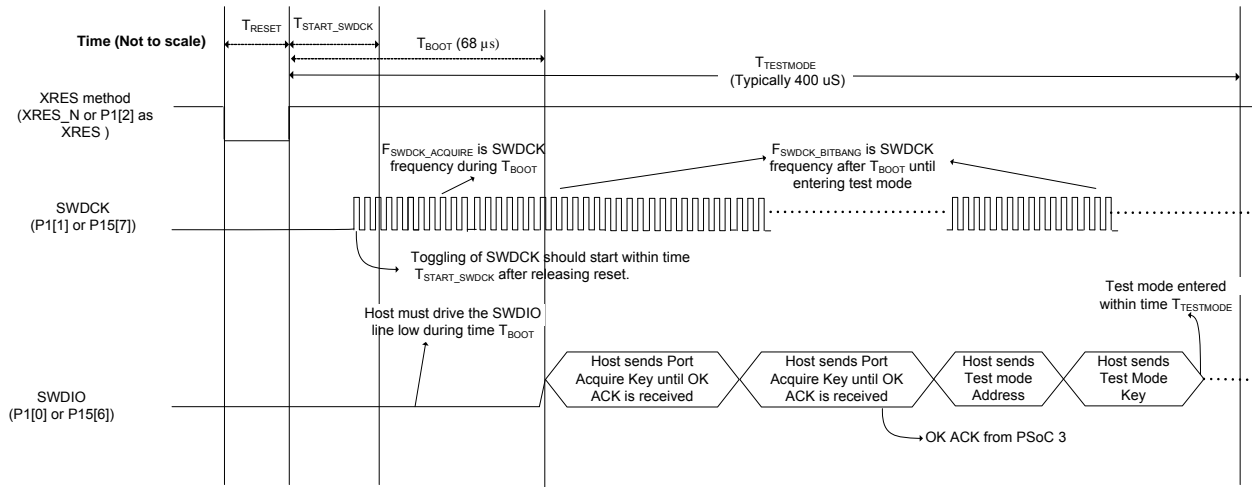 TRESET
TSTART_SWDCK
Time (Not to scale)
TBOOT (68 µs)
TTESTMODE
(Typically 400 uS)
XRES method
(XRES_N or P1[2] as
XRES )
FSWDCK_ACQUIRE is SWDCK
frequency during TBOOT
FSWDCK_BITBANG is SWDCK
frequency after TBOOT until
entering test mode
SWDCK
(P1[1] or P15[7])
Toggling of SWDCK should start within time
TSTART_SWDCK after releasing reset.
Host must drive the SWDIO
line low during time TBOOT
Test mode entered
within time TTESTMODE
SWDIO
(P1[0] or P15[6])
Host sends Port
Acquire Key until OK
ACK is received
Host sends Port
Acquire Key until OK
ACK is received
Host sends
Test mode
Address
Host sends
Test Mode
Key
OK ACK from PSoC 3